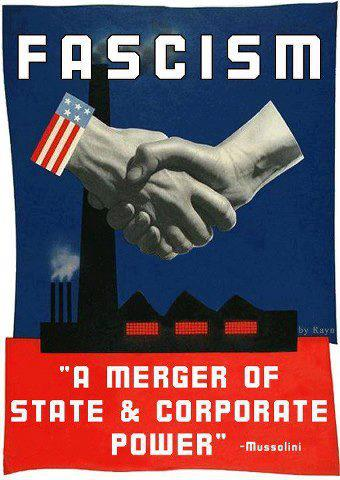 FASCISM
by Rayn
"A MERGER OF
STATE & CORPORATE
POWER" -Mussolini